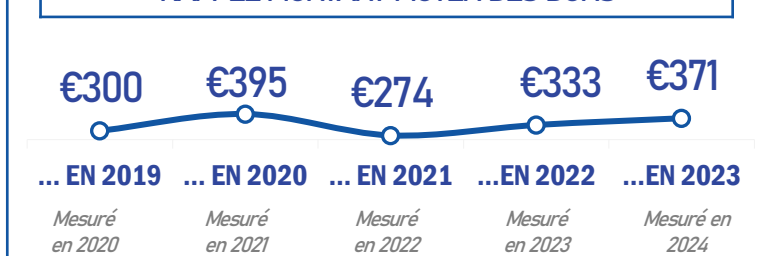 €300 €395 €274 €333 €371
... EN 2019 ... EN 2020 ... EN 2021 ...EN 2022 ...EN 2023
Mesuré Mesuré Mesuré Mesuré Mesuré en
en 2020 en 2021 en 2022 en 2023 2024